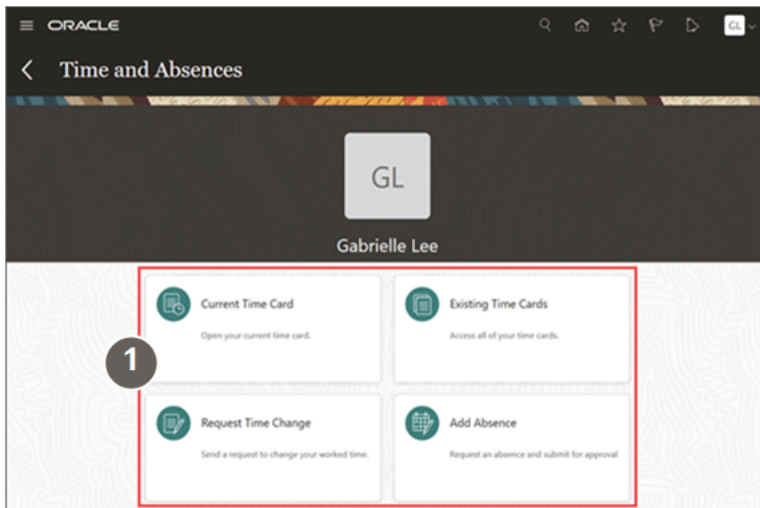 ORACLE
GL
Time and Absences
GL
Gabrielle Lee
Current Time Card
Open your current time card.
Existing Time Cards
Access all of your time cards.
1
Request Time Change
Send a request to change your worked time.
Add Absence
Request an absence and submit for approval